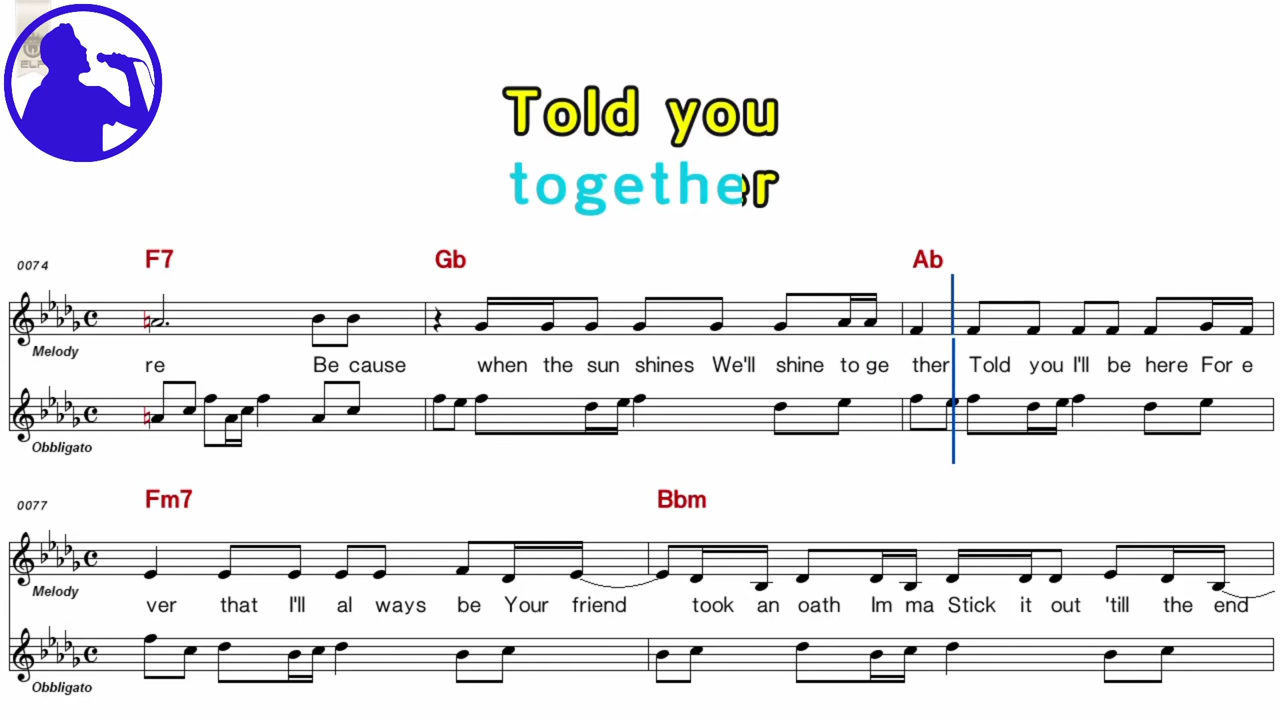 ELF
Told you
together
0074 F7 Gb Ab
Melody
re Be cause when the sun shines We'll shine to ge ther Told you I'll be here For e
Obbligato
0077 Fm7 Bbm
Melody
ver that I'll al ways be Your friend took an oath Im ma Stick it out 'till the end
Obbligato